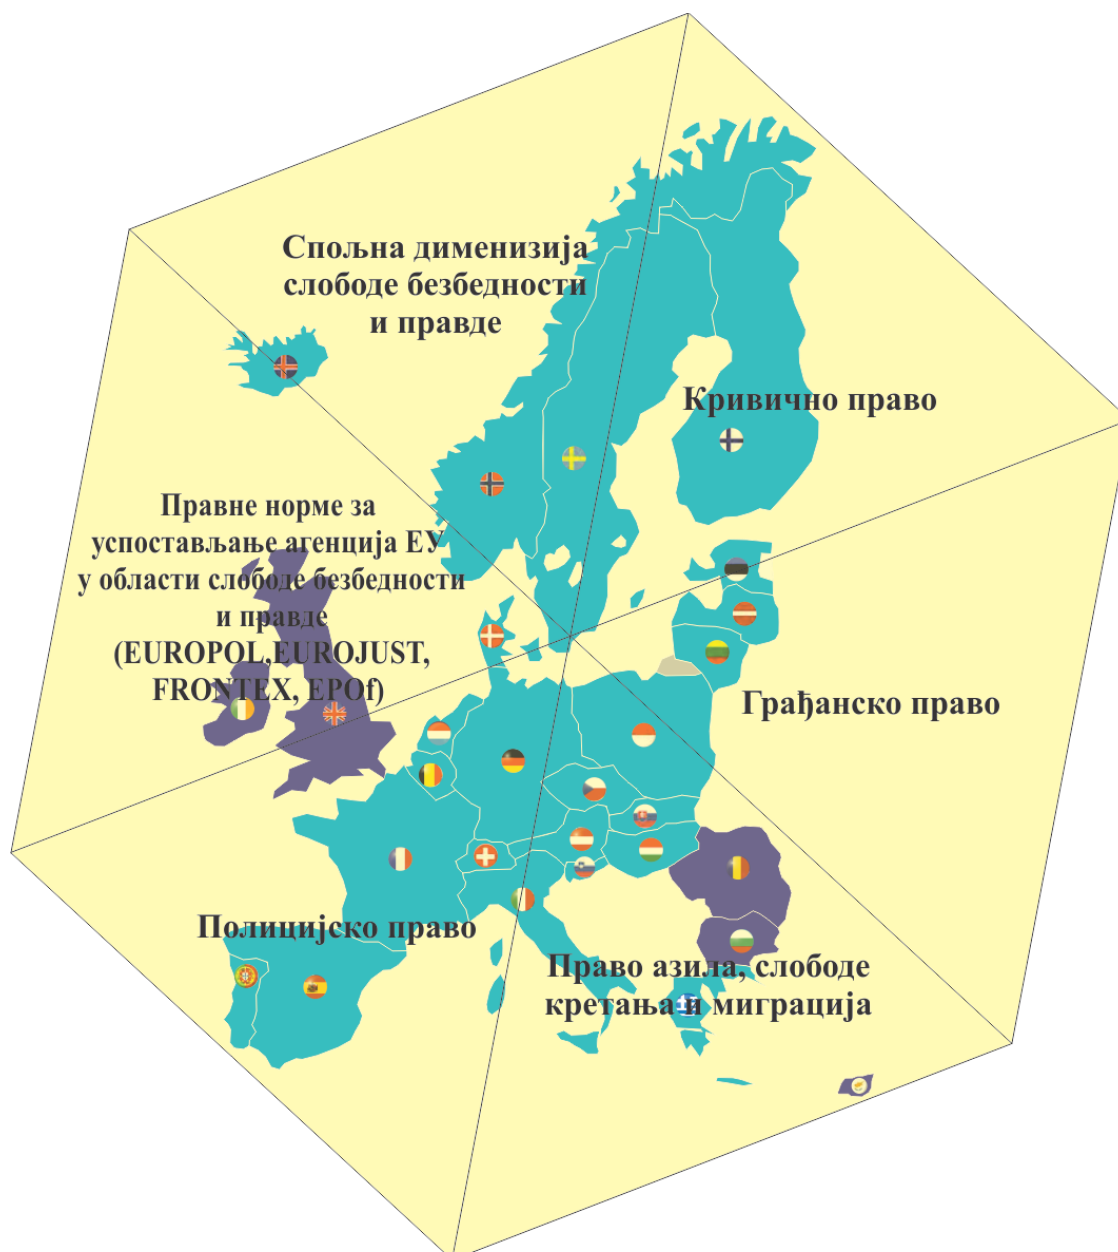 Спољна дименизија
слободе безбедности
и правде
Кривично право
Правне норме за
успостављање агенција ЕУ
у области слободе безбедности
и правде
(EUROPOL,EUROJUST,
FRONTEX, EPOf)
Грађанско право
Полицијско право
Право азила, слободе
кретања и миграција